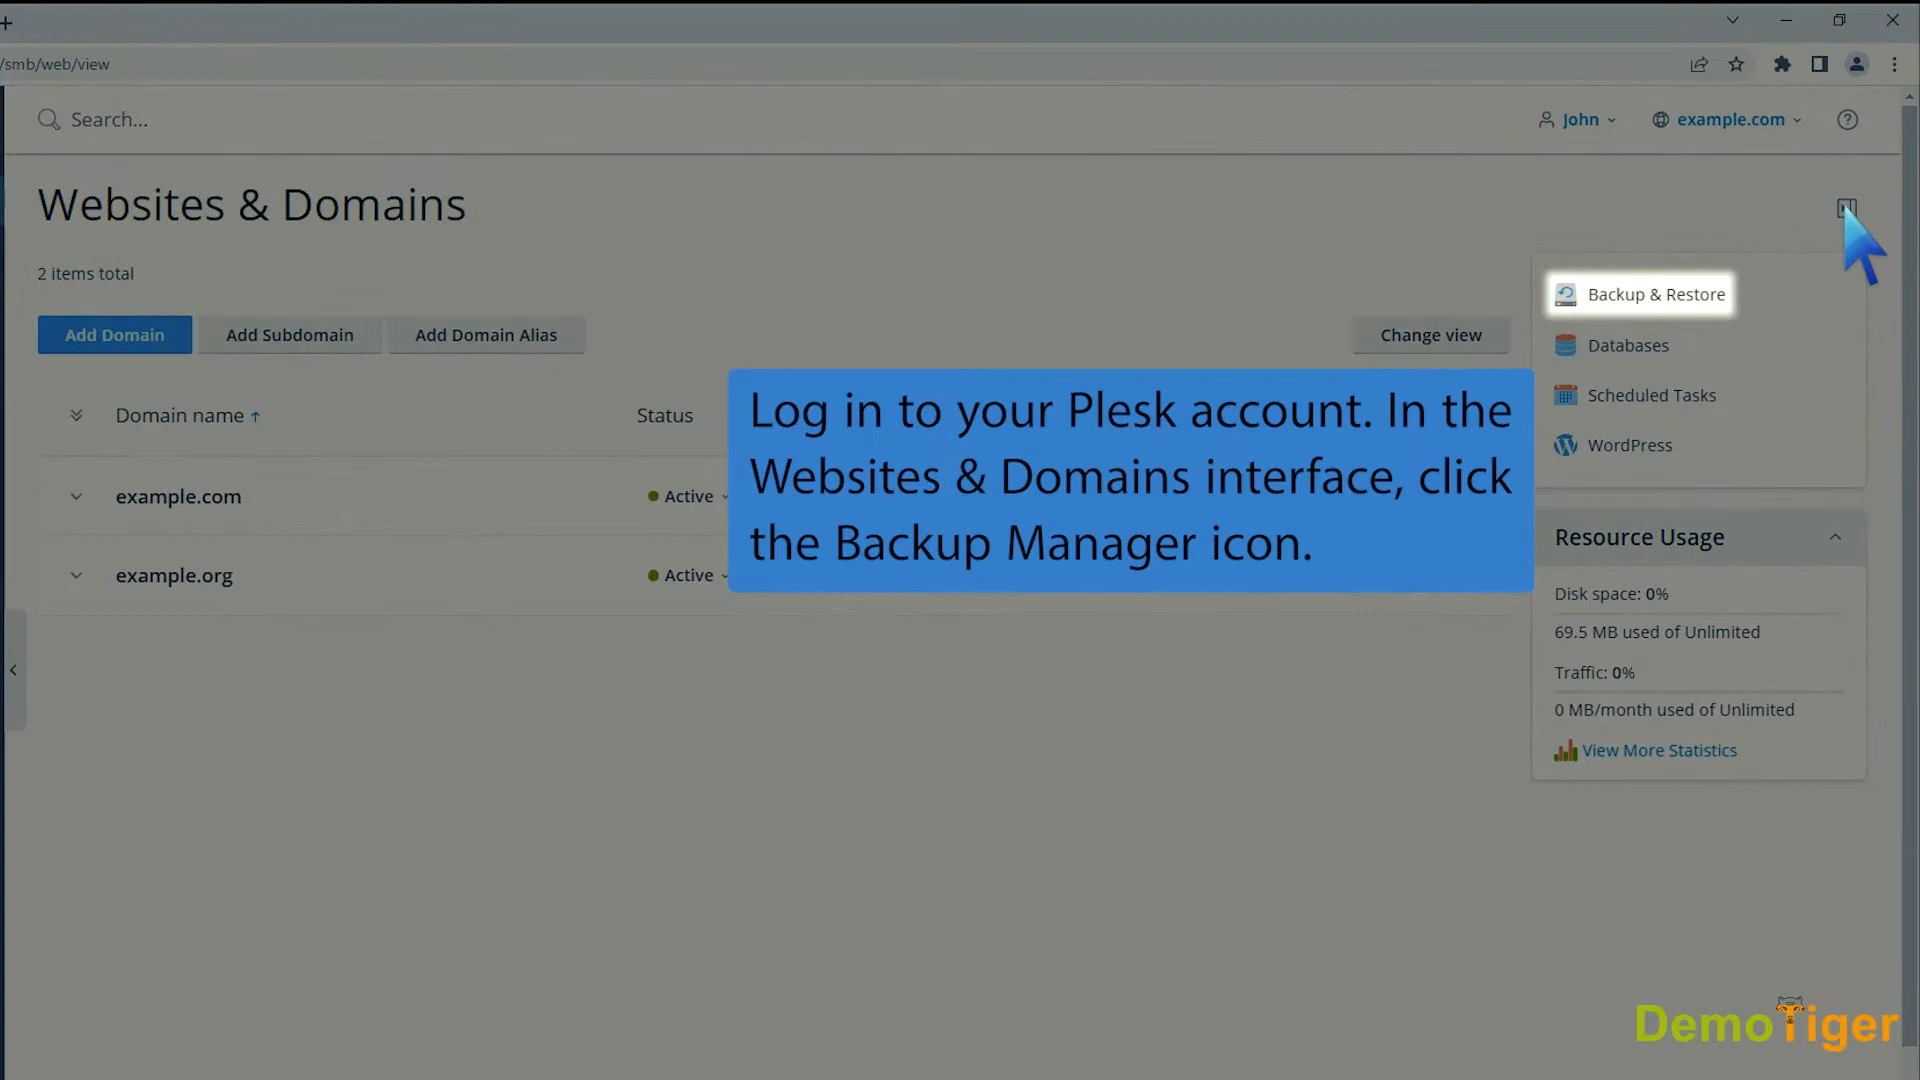 /smb/web/view
Search...
John
example.com
Websites & Domains
2 items total
Add Domain
Add Subdomain
Add Domain Alias
Change view
Backup & Restore
Databases
Scheduled Tasks
WordPress
Domain name
Status
example.com
Active
example.org
Active
Log in to your Plesk account. In the
Websites & Domains interface, click
the Backup Manager icon.
Resource Usage
Disk space: 0%
69.5 MB used of Unlimited
Traffic: 0%
0 MB/month used of Unlimited
View More Statistics
DemoTiger